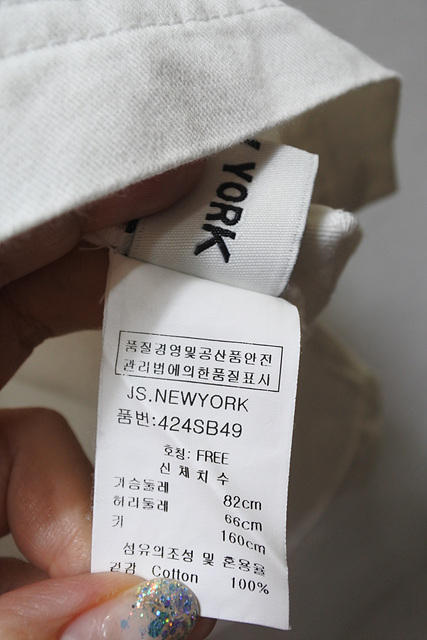 YORK
품질경영및공산품안전
관리법에의한품질표시
JS.NEWYORK
품번:424SB49
호칭: FREE
신체치수
가슴둘레 82cm
허리둘레 66cm
키 160cm
섬유의조성 및 혼용율
겉감 Cotton 100%